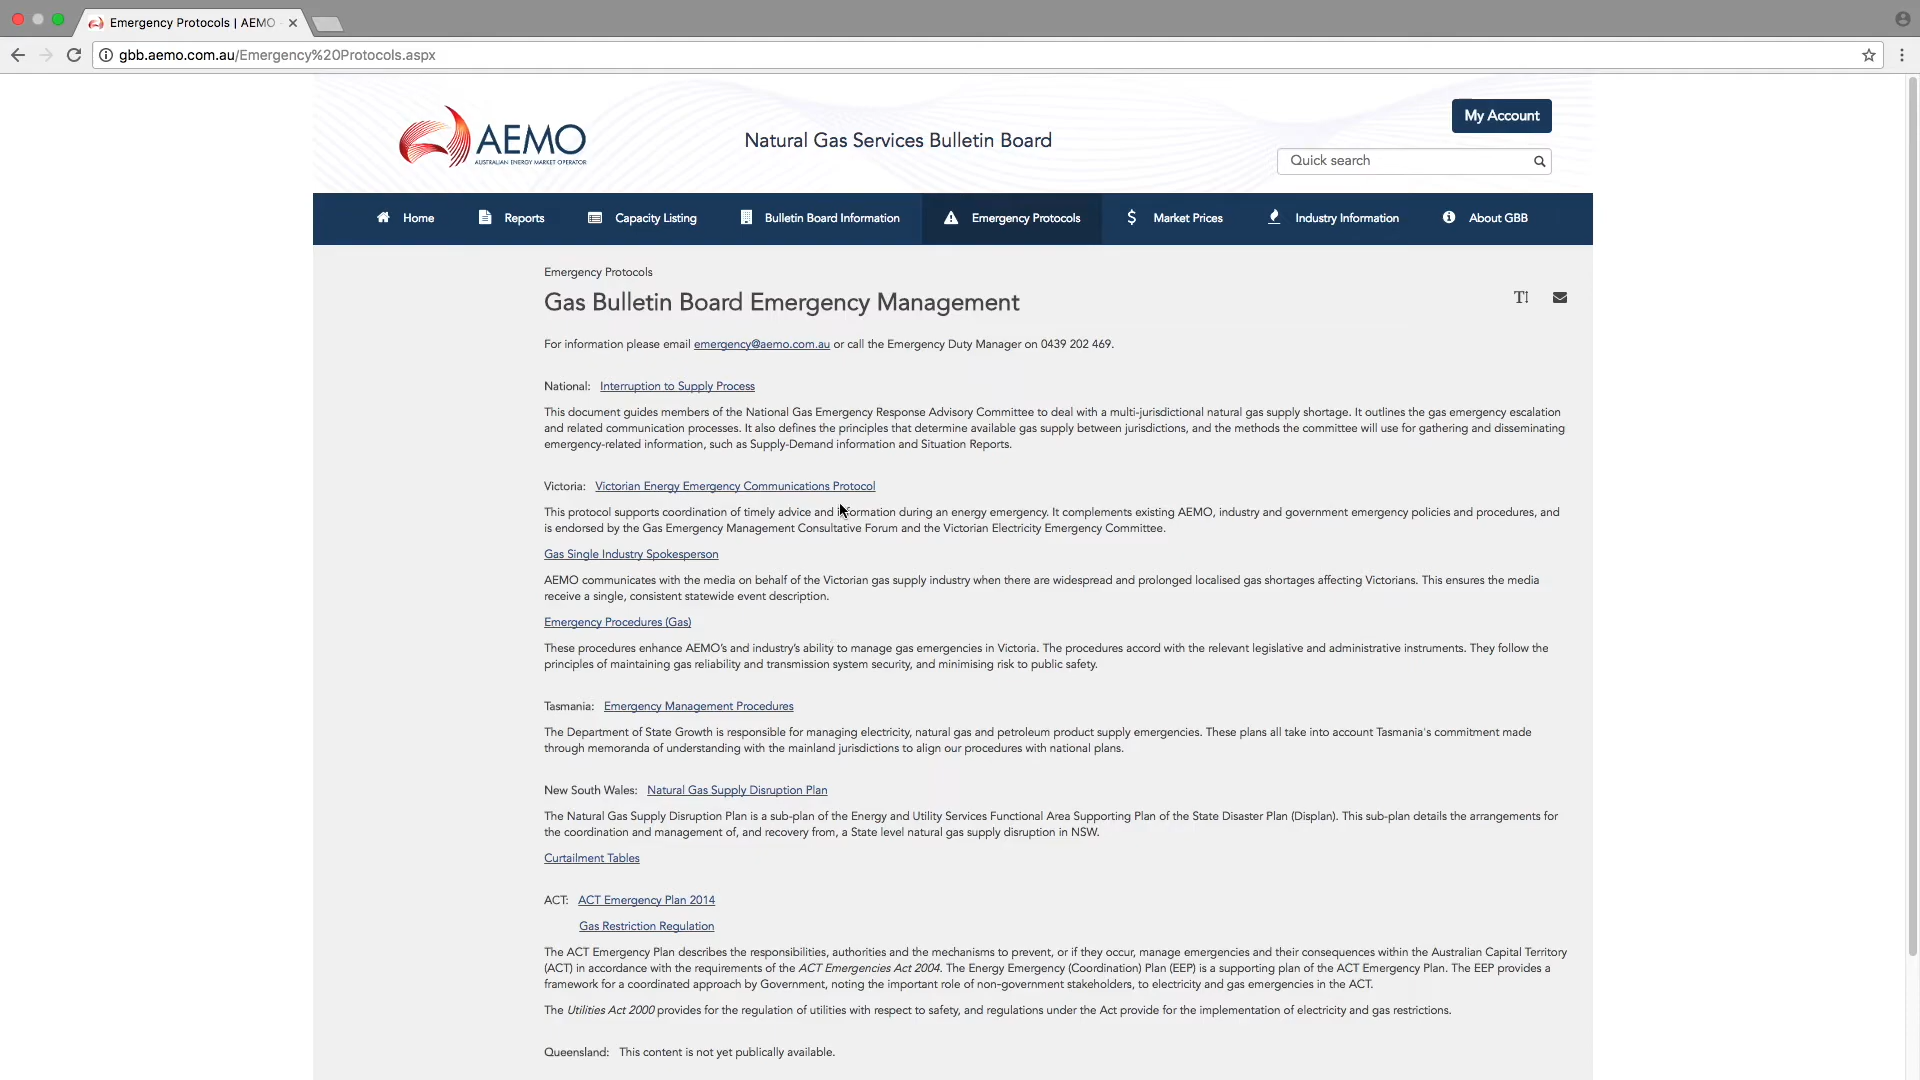 Emergency Protocols | AEMO
gbb.aemo.com.au/Emergency%20Protocols.aspx
AEMO
AUSTRALIAN ENERGY MARKET OPERATOR
Natural Gas Services Bulletin Board
My Account
Quick search
Home Reports Capacity Listing Bulletin Board Information Emergency Protocols Market Prices Industry Information About GBB
Emergency Protocols
Gas Bulletin Board Emergency Management
For information please email emergency@aemo.com.au or call the Emergency Duty Manager on 0439 202 469.
National: Interruption to Supply Process
This document guides members of the National Gas Emergency Response Advisory Committee to deal with a multi-jurisdictional natural gas supply shortage. It outlines the gas emergency escalation
and related communication processes. It also defines the principles that determine available gas supply between jurisdictions, and the methods the committee will use for gathering and disseminating
emergency-related information, such as Supply-Demand information and Situation Reports.
Victoria: Victorian Energy Emergency Communications Protocol
This protocol supports coordination of timely advice and information during an energy emergency. It complements existing AEMO, industry and government emergency policies and procedures, and
is endorsed by the Gas Emergency Management Consultative Forum and the Victorian Electricity Emergency Committee.
Gas Single Industry Spokesperson
AEMO communicates with the media on behalf of the Victorian gas supply industry when there are widespread and prolonged localised gas shortages affecting Victorians. This ensures the media
receive a single, consistent statewide event description.
Emergency Procedures (Gas)
These procedures enhance AEMO's and industry's ability to manage gas emergencies in Victoria. The procedures accord with the relevant legislative and administrative instruments. They follow the
principles of maintaining gas reliability and transmission system security, and minimising risk to public safety.
Tasmania: Emergency Management Procedures
The Department of State Growth is responsible for managing electricity, natural gas and petroleum product supply emergencies. These plans all take into account Tasmania's commitment made
through memoranda of understanding with the mainland jurisdictions to align our procedures with national plans.
New South Wales: Natural Gas Supply Disruption Plan
The Natural Gas Supply Disruption Plan is a sub-plan of the Energy and Utility Services Functional Area Supporting Plan of the State Disaster Plan (Displan). This sub-plan details the arrangements for
the coordination and management of, and recovery from, a State level natural gas supply disruption in NSW.
Curtailment Tables
ACT: ACT Emergency Plan 2014
Gas Restriction Regulation
The ACT Emergency Plan describes the responsibilities, authorities and the mechanisms to prevent, or if they occur, manage emergencies and their consequences within the Australian Capital Territory
(ACT) in accordance with the requirements of the ACT Emergencies Act 2004. The Energy Emergency (Coordination) Plan (EEP) is a supporting plan of the ACT Emergency Plan. The EEP provides a
framework for a coordinated approach by Government, noting the important role of non-government stakeholders, to electricity and gas emergencies in the ACT.
The Utilities Act 2000 provides for the regulation of utilities with respect to safety, and regulations under the Act provide for the implementation of electricity and gas restrictions.
Queensland: This content is not yet publically available.